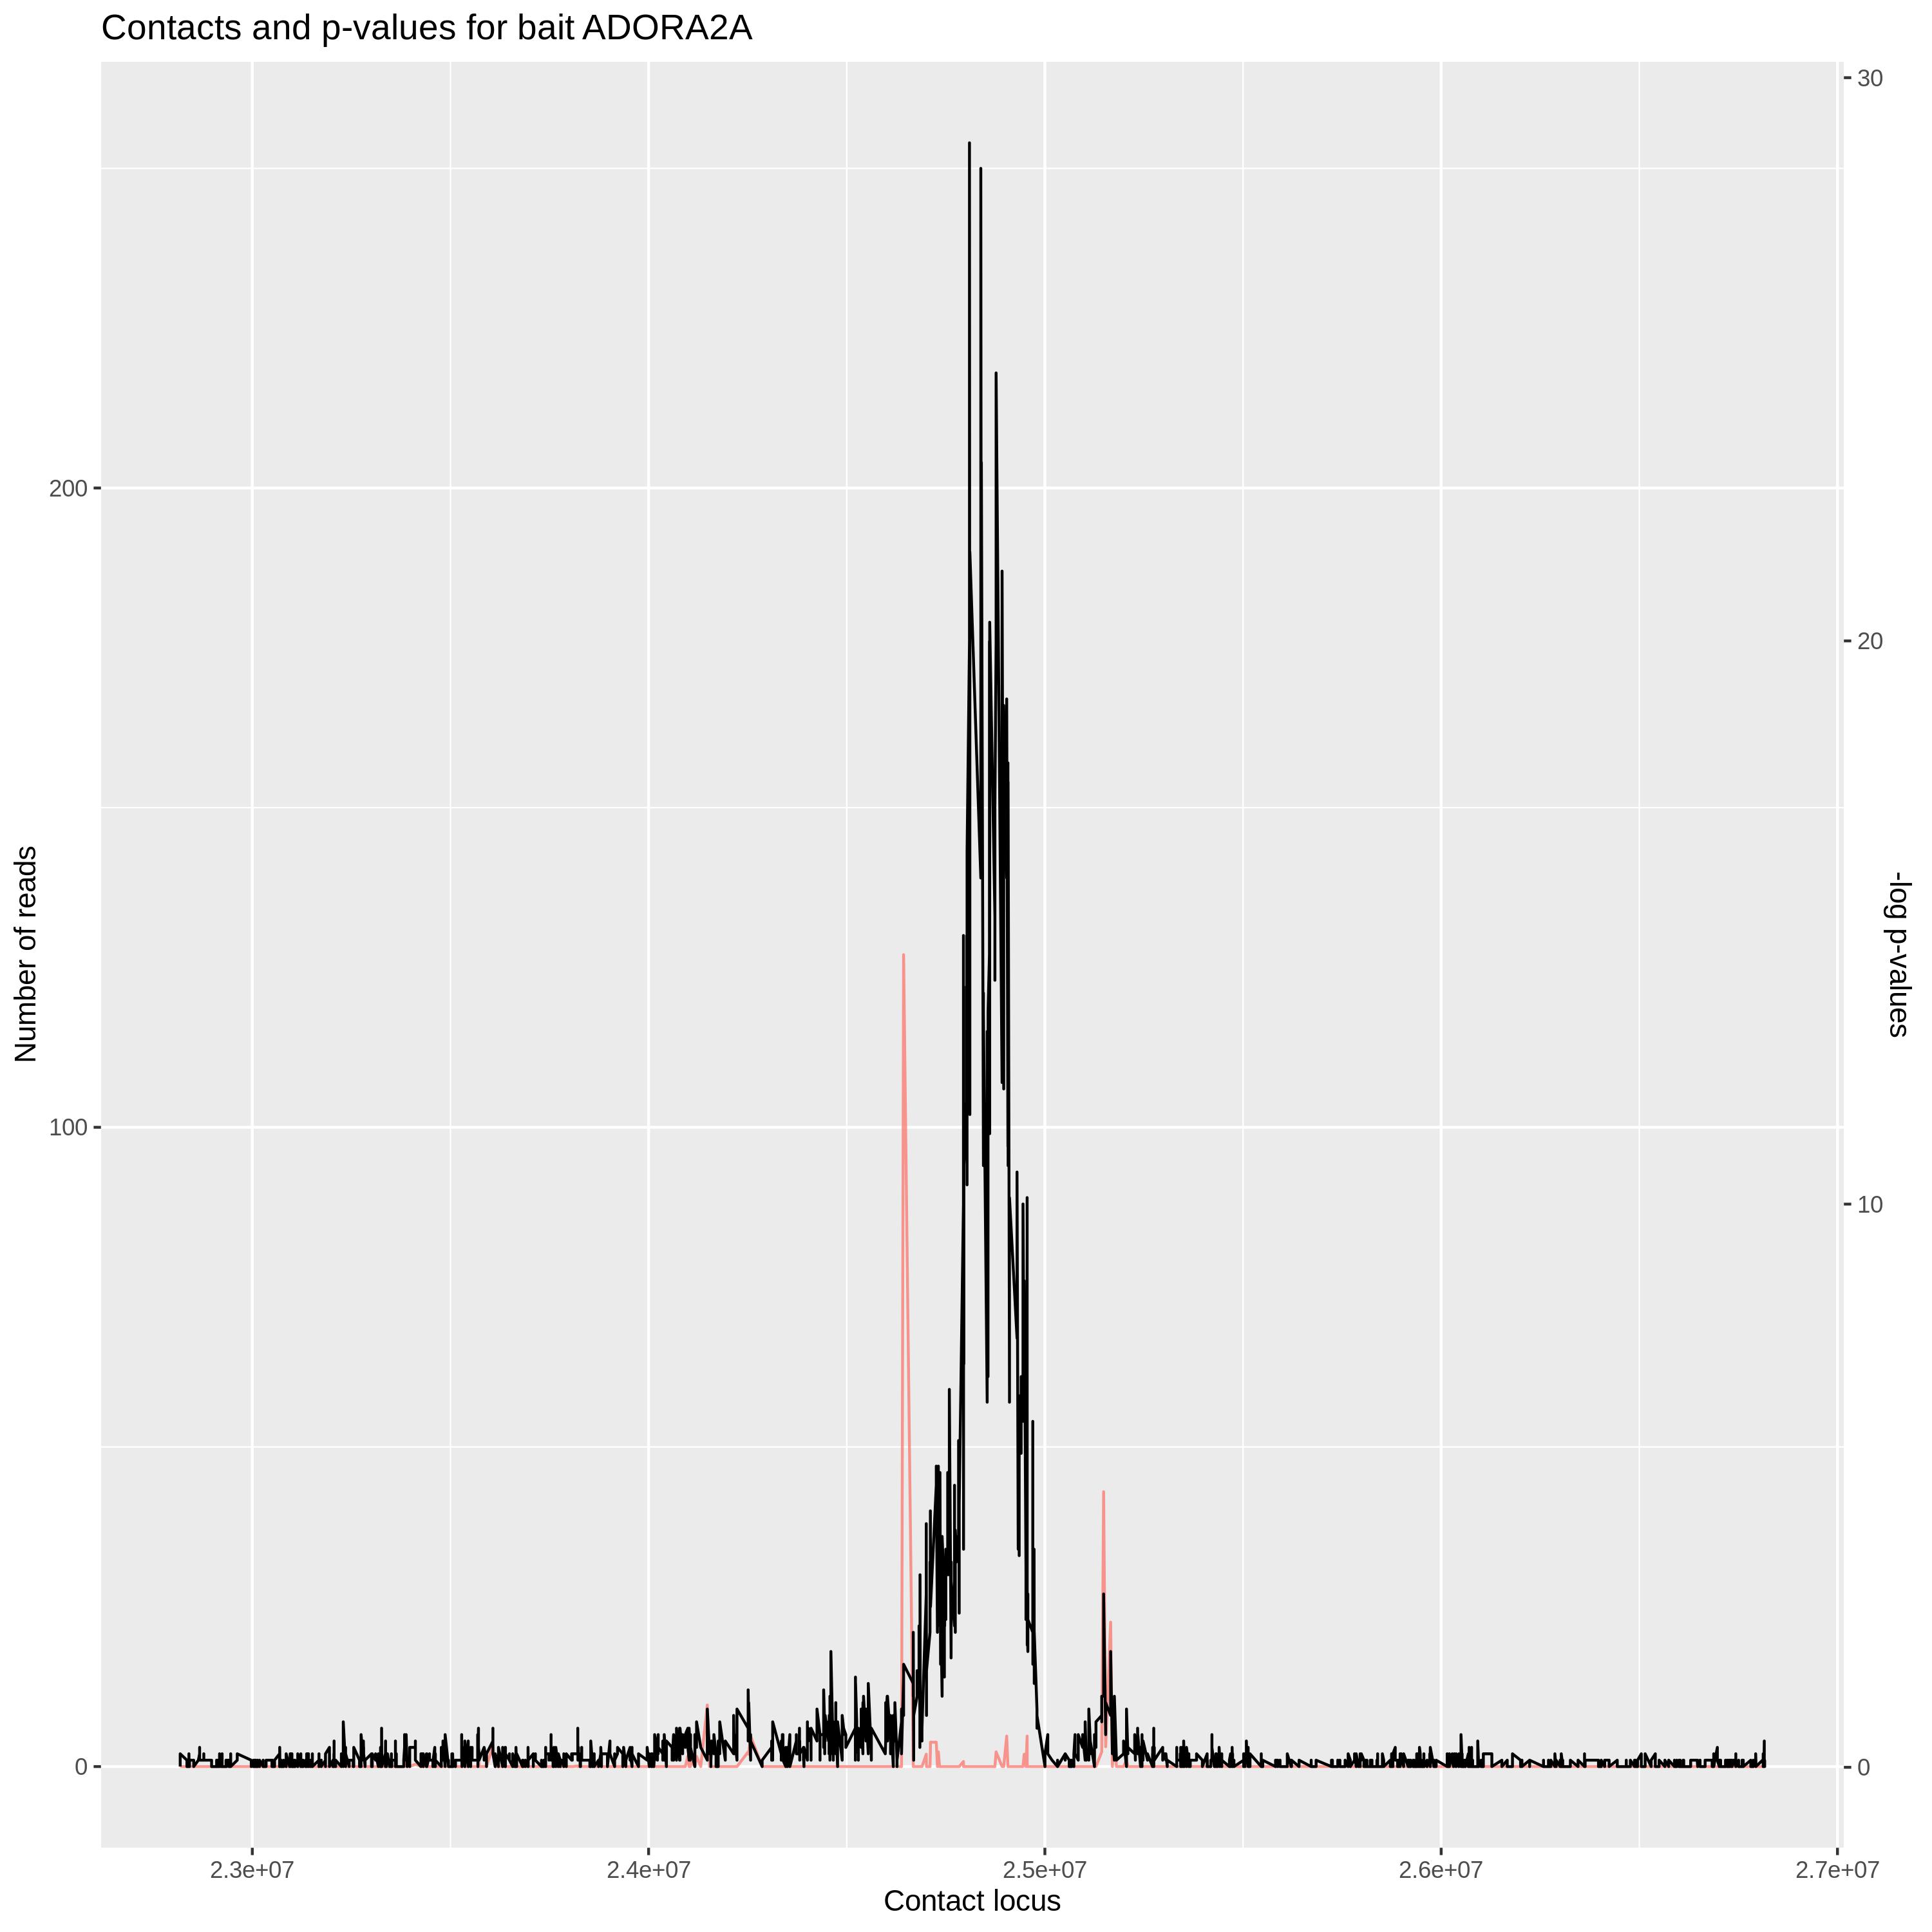 Contacts and p-values for bait ADORA2A
30
200
20
Number of reads
-log p-values
100
10
0
0
2.3e+07
2.4e+07
2.5e+07
2.6e+07
2.7e+07
Contact locus